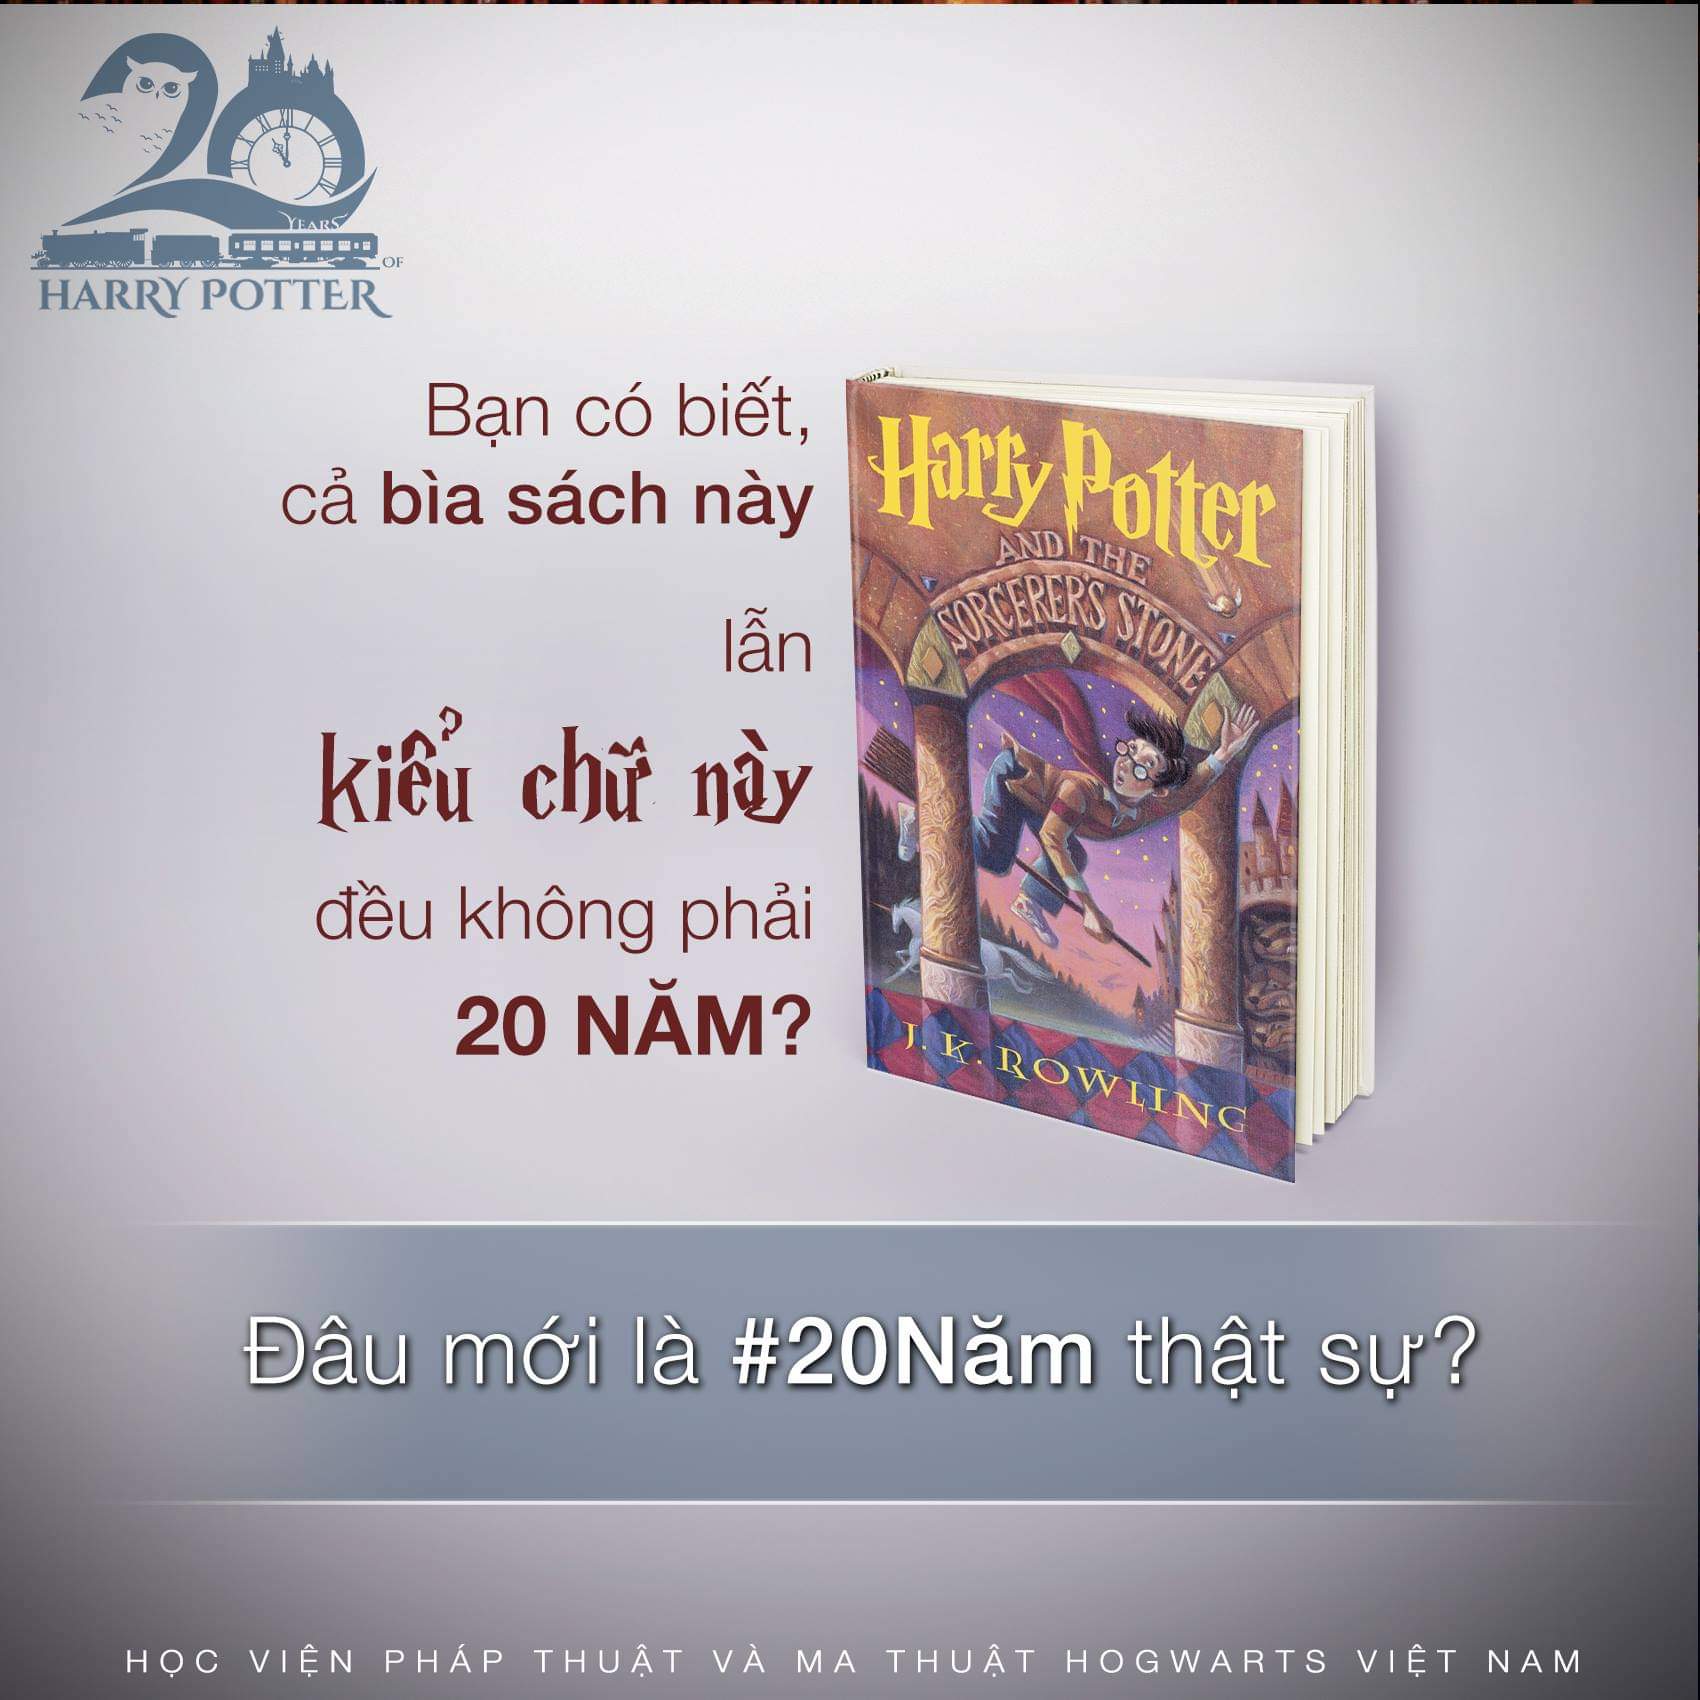 20
YEARS
OF
HARRY POTTER
Bạn có biết,
cả bìa sách này
lẫn
kiểu chữ này
đều không phải
20 NĂM?
Harry Potter
AND THE
SORCERER'S STONE
J. K. ROWLING
Đâu mới là #20Năm thật sự?
HỌC VIỆN PHÁP THUẬT VÀ MA THUẬT HOGWARTS VIỆT NAM